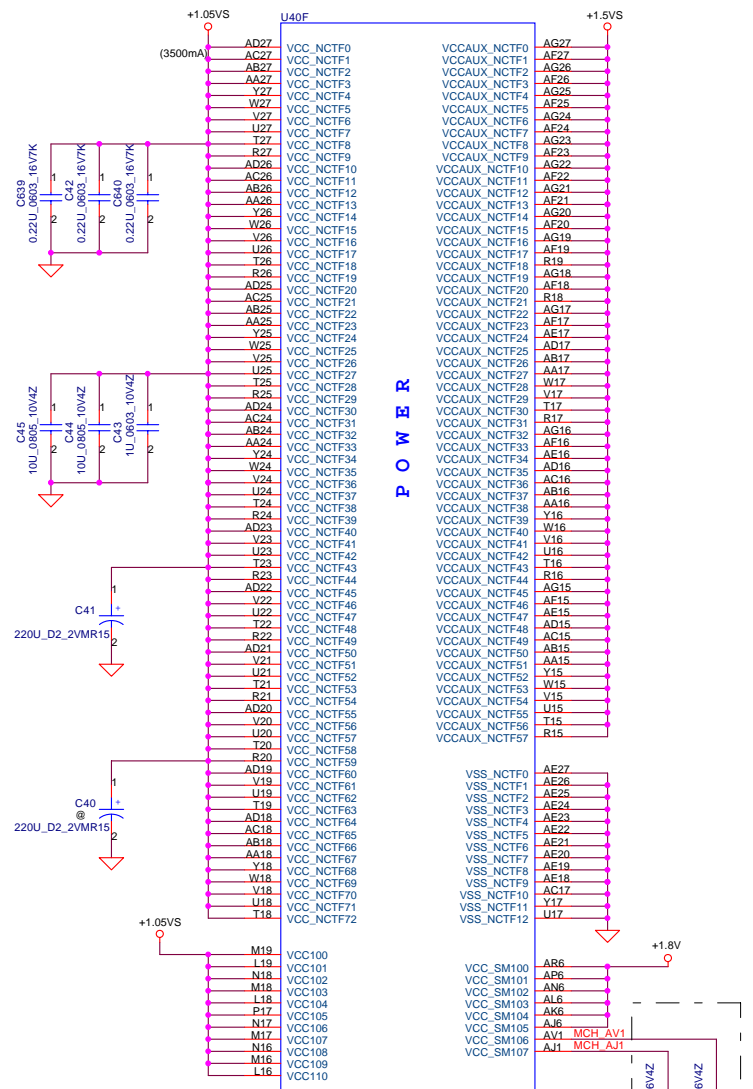 +1.05VS
U40F
+1.5VS
(3500mA)
AD27 VCC_NCTF0
AC27 VCC_NCTF1
AB27 VCC_NCTF2
AA27 VCC_NCTF3
Y27 VCC_NCTF4
W27 VCC_NCTF5
V27 VCC_NCTF6
U27 VCC_NCTF7
T27 VCC_NCTF8
R27 VCC_NCTF9
AD26 VCC_NCTF10
AC26 VCC_NCTF11
AB26 VCC_NCTF12
AA26 VCC_NCTF13
Y26 VCC_NCTF14
W26 VCC_NCTF15
V26 VCC_NCTF16
U26 VCC_NCTF17
T26 VCC_NCTF18
R26 VCC_NCTF19
AD25 VCC_NCTF20
AC25 VCC_NCTF21
AB25 VCC_NCTF22
AA25 VCC_NCTF23
Y25 VCC_NCTF24
W25 VCC_NCTF25
V25 VCC_NCTF26
U25 VCC_NCTF27
T25 VCC_NCTF28
R25 VCC_NCTF29
AD24 VCC_NCTF30
AC24 VCC_NCTF31
AB24 VCC_NCTF32
AA24 VCC_NCTF33
Y24 VCC_NCTF34
W24 VCC_NCTF35
V24 VCC_NCTF36
U24 VCC_NCTF37
T24 VCC_NCTF38
R24 VCC_NCTF39
AD23 VCC_NCTF40
V23 VCC_NCTF41
U23 VCC_NCTF42
T23 VCC_NCTF43
R23 VCC_NCTF44
AD22 VCC_NCTF45
V22 VCC_NCTF46
U22 VCC_NCTF47
T22 VCC_NCTF48
R22 VCC_NCTF49
AD21 VCC_NCTF50
V21 VCC_NCTF51
U21 VCC_NCTF52
T21 VCC_NCTF53
R21 VCC_NCTF54
AD20 VCC_NCTF55
V20 VCC_NCTF56
U20 VCC_NCTF57
T20 VCC_NCTF58
R20 VCC_NCTF59
AD19 VCC_NCTF60
V19 VCC_NCTF61
U19 VCC_NCTF62
T19 VCC_NCTF63
AD18 VCC_NCTF64
AC18 VCC_NCTF65
AB18 VCC_NCTF66
AA18 VCC_NCTF67
Y18 VCC_NCTF68
W18 VCC_NCTF69
V18 VCC_NCTF70
U18 VCC_NCTF71
T18 VCC_NCTF72
+1.05VS
M19 VCC100
L19 VCC101
N18 VCC102
M18 VCC103
L18 VCC104
P17 VCC105
N17 VCC106
M17 VCC107
N16 VCC108
M16 VCC109
L16 VCC110
C639
0.22U_0603_16V7K
1
2
C42
0.22U_0603_16V7K
1
2
C640
0.22U_0603_16V7K
1
2
C45
10U_0805_10V4Z
1
2
C44
10U_0805_10V4Z
1
2
C43
1U_0603_10V4Z
1
2
1
C41 +
220U_D2_2VMR15
2
1
C40 +
@
220U_D2_2VMR15
2
POWER
VCCAUX_NCTF0 AG27
VCCAUX_NCTF1 AF27
VCCAUX_NCTF2 AG26
VCCAUX_NCTF3 AF26
VCCAUX_NCTF4 AG25
VCCAUX_NCTF5 AF25
VCCAUX_NCTF6 AG24
VCCAUX_NCTF7 AF24
VCCAUX_NCTF8 AG23
VCCAUX_NCTF9 AF23
VCCAUX_NCTF10 AG22
VCCAUX_NCTF11 AF22
VCCAUX_NCTF12 AG21
VCCAUX_NCTF13 AF21
VCCAUX_NCTF14 AG20
VCCAUX_NCTF15 AF20
VCCAUX_NCTF16 AG19
VCCAUX_NCTF17 AF19
VCCAUX_NCTF18 R19
VCCAUX_NCTF19 AG18
VCCAUX_NCTF20 AF18
VCCAUX_NCTF21 R18
VCCAUX_NCTF22 AG17
VCCAUX_NCTF23 AF17
VCCAUX_NCTF24 AE17
VCCAUX_NCTF25 AD17
VCCAUX_NCTF26 AB17
VCCAUX_NCTF27 AA17
VCCAUX_NCTF28 W17
VCCAUX_NCTF29 V17
VCCAUX_NCTF30 T17
VCCAUX_NCTF31 R17
VCCAUX_NCTF32 AG16
VCCAUX_NCTF33 AF16
VCCAUX_NCTF34 AE16
VCCAUX_NCTF35 AD16
VCCAUX_NCTF36 AC16
VCCAUX_NCTF37 AB16
VCCAUX_NCTF38 AA16
VCCAUX_NCTF39 Y16
VCCAUX_NCTF40 W16
VCCAUX_NCTF41 V16
VCCAUX_NCTF42 U16
VCCAUX_NCTF43 T16
VCCAUX_NCTF44 R16
VCCAUX_NCTF45 AG15
VCCAUX_NCTF46 AF15
VCCAUX_NCTF47 AE15
VCCAUX_NCTF48 AD15
VCCAUX_NCTF49 AC15
VCCAUX_NCTF50 AB15
VCCAUX_NCTF51 AA15
VCCAUX_NCTF52 Y15
VCCAUX_NCTF53 W15
VCCAUX_NCTF54 V15
VCCAUX_NCTF55 U15
VCCAUX_NCTF56 T15
VCCAUX_NCTF57 R15
VSS_NCTF0 AE27
VSS_NCTF1 AE26
VSS_NCTF2 AE25
VSS_NCTF3 AE24
VSS_NCTF4 AE23
VSS_NCTF5 AE22
VSS_NCTF6 AE21
VSS_NCTF7 AE20
VSS_NCTF8 AE19
VSS_NCTF9 AE18
VSS_NCTF10 AC17
VSS_NCTF11 Y17
VSS_NCTF12 U17
+1.8V
VCC_SM100 AR6
VCC_SM101 AP6
VCC_SM102 AN6
VCC_SM103 AL6
VCC_SM104 AK6
VCC_SM105 AJ6
VCC_SM106 AV1 MCH_AV1
VCC_SM107 AJ1 MCH_AJ1
6V4Z
6V4Z